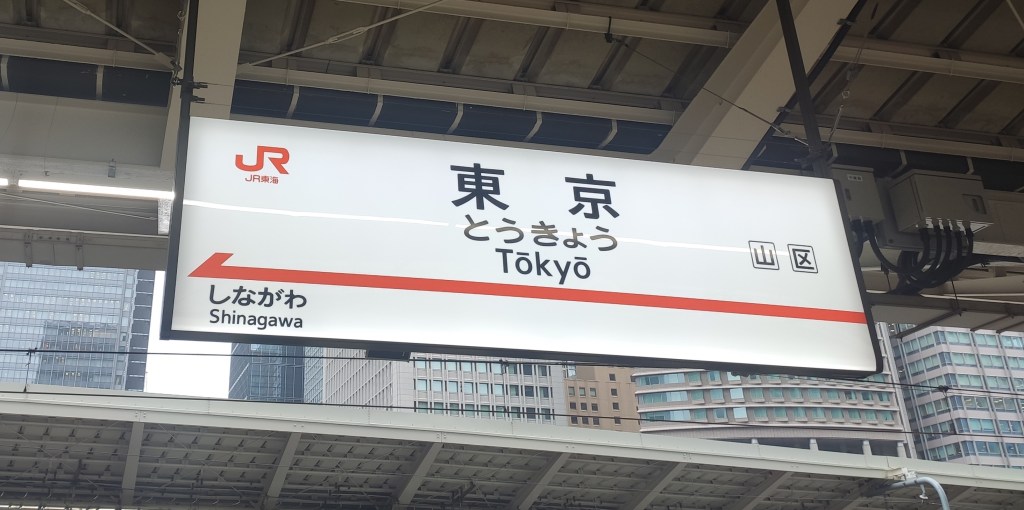 JR
JR東海
東京
とうきょう
Tōkyō
山 区
しながわ
Shinagawa